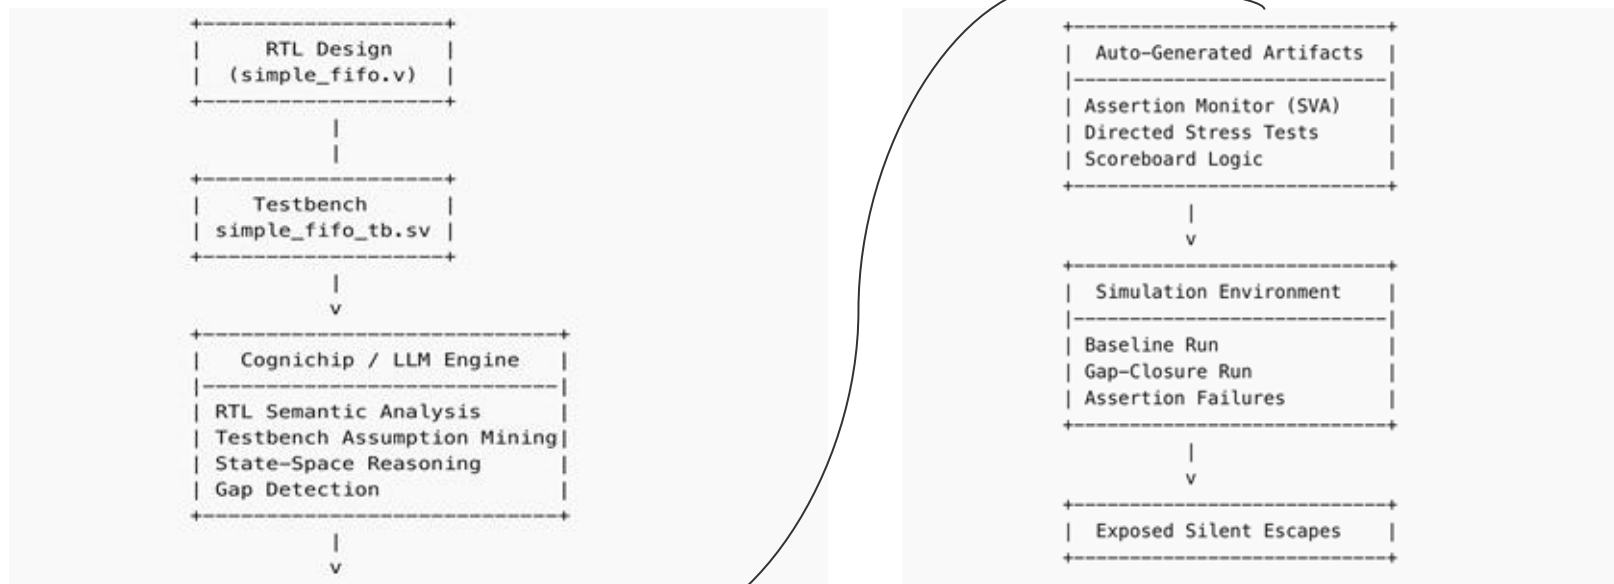 RTL Design
(simple_fifo.v)
Testbench
simple_fifo_tb.sv
v
Cognichip / LLM Engine
RTL Semantic Analysis
Testbench Assumption Mining
State-Space Reasoning
Gap Detection
v
Auto-Generated Artifacts
Assertion Monitor (SVA)
Directed Stress Tests
Scoreboard Logic
v
Simulation Environment
Baseline Run
Gap-Closure Run
Assertion Failures
v
Exposed Silent Escapes